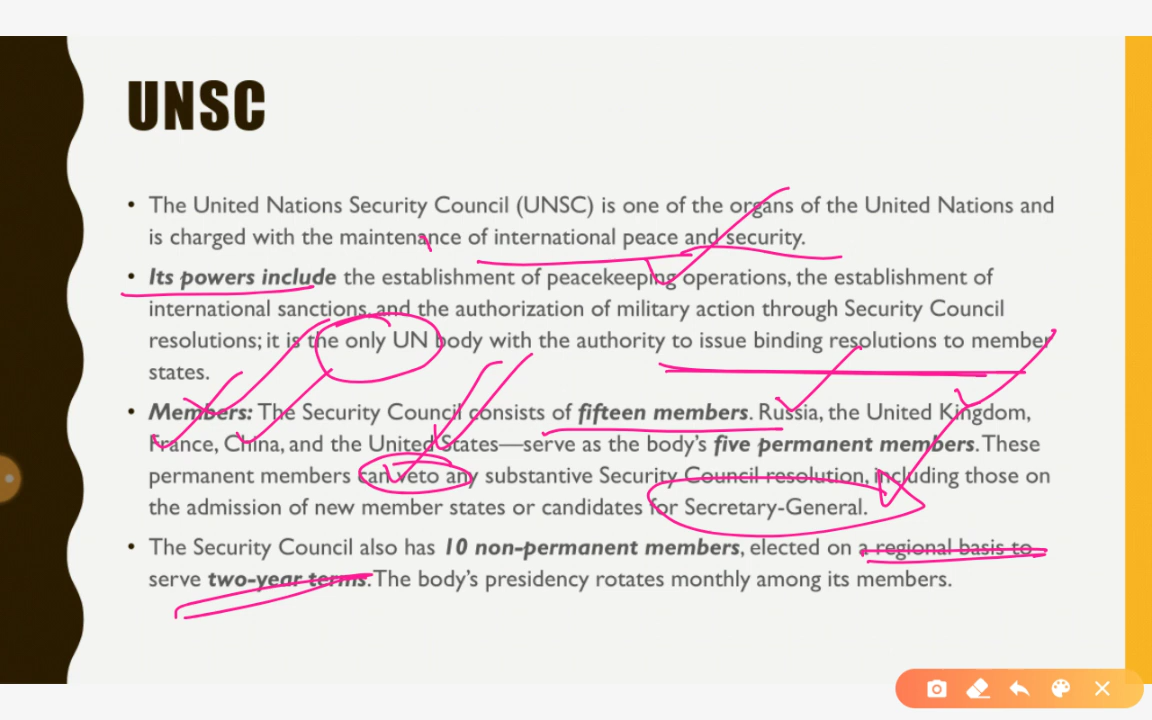 UNSC
• The United Nations Security Council (UNSC) is one of the organs of the United Nations and
is charged with the maintenance of international peace and security.
• Its powers include the establishment of peacekeeping operations, the establishment of
international sanctions, and the authorization of military action through Security Council
resolutions; it is the only UN body with the authority to issue binding resolutions to member
states.
• Members: The Security Council consists of fifteen members. Russia, the United Kingdom,
France, China, and the United States—serve as the body's five permanent members. These
permanent members can veto any substantive Security Council resolution, including those on
the admission of new member states or candidates for Secretary-General.
• The Security Council also has 10 non-permanent members, elected on a regional basis to
serve two-year terms. The body's presidency rotates monthly among its members.